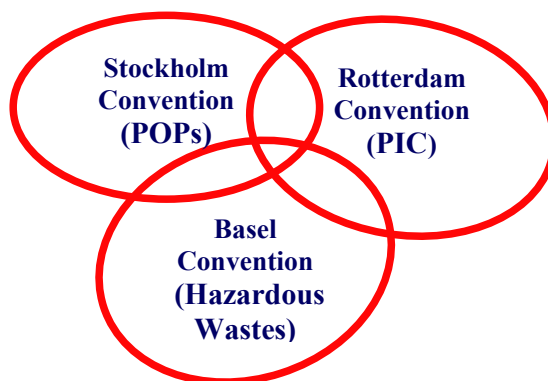 Stockholm
Convention
(POPs)
Rotterdam
Convention
(PIC)
Basel
Convention
(Hazardous
Wastes)